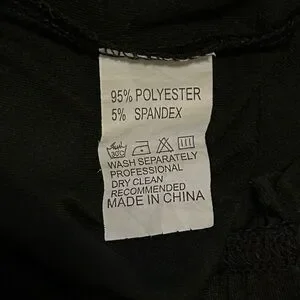 95% POLYESTER
5% SPANDEX
WASH SEPARATELY
PROFESSIONAL
DRY CLEAN
RECOMMENDED
MADE IN CHINA